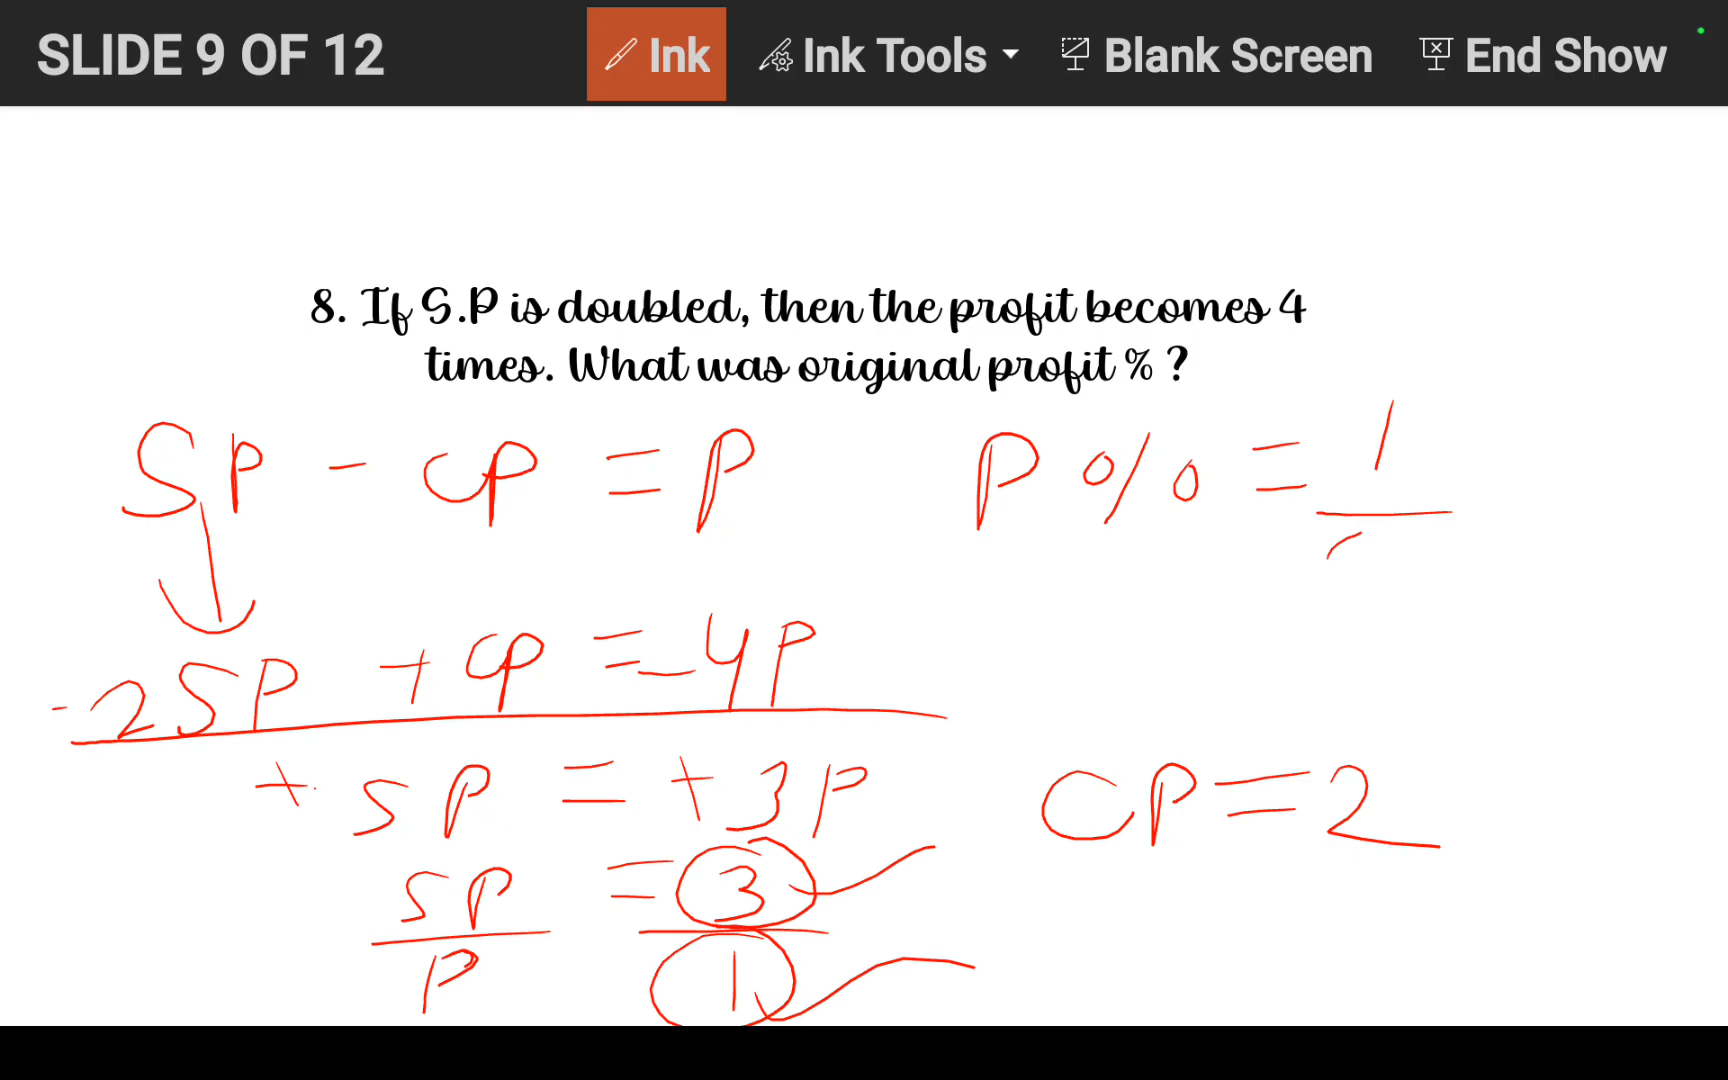 SLIDE 9 OF 12 Ink Ink Tools Blank Screen End Show
8. If S.P is doubled, then the profit becomes 4
times. What was original profit % ?
SP - CP = P
P % = 1
- 2SP + CP = - 4P
+ SP = + 3P
CP = 2
SP / P = 3 / 1